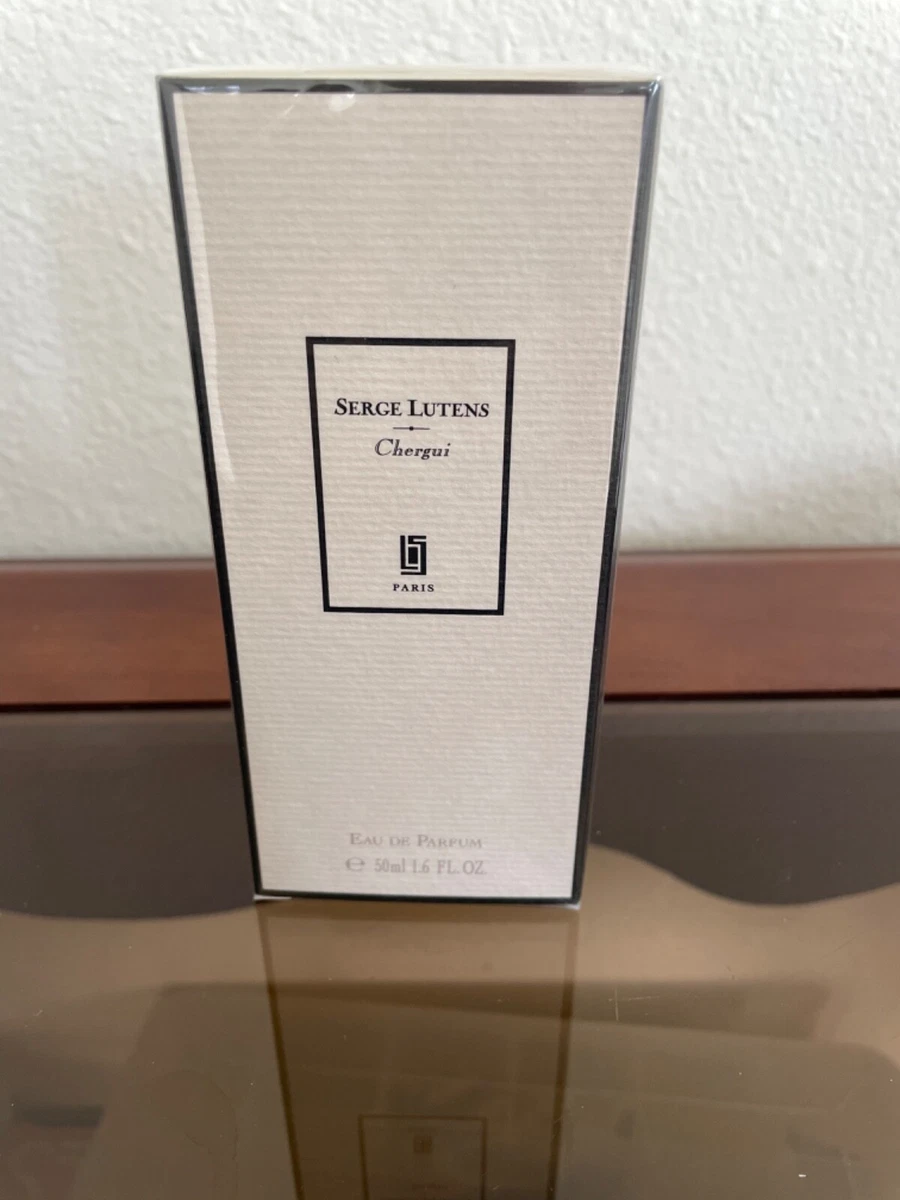 SERGE LUTENS
Chergui
PARIS
EAU DE PARFUM
℮ 50ml 1.6 FL.OZ.